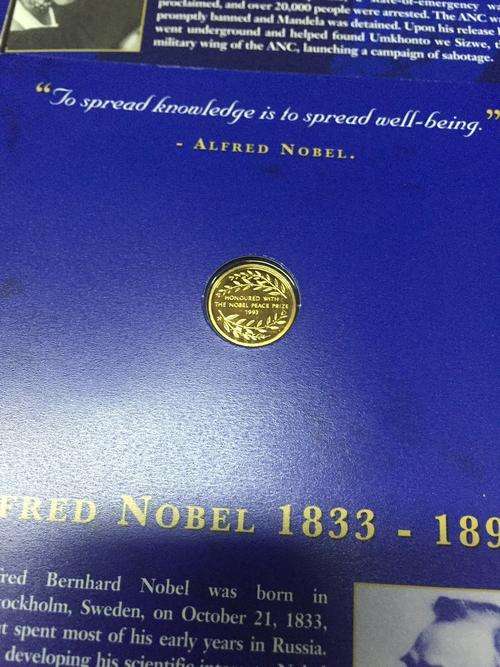 proclaimed, and over 20,000 people were arrested. The ANC
promptly banned and Mandela was detained. Upon his release
went underground and helped found Umkhonto we Sizwe,
military wing of the ANC, launching a campaign of sabotage.
“To spread knowledge is to spread well-being.”
- ALFRED NOBEL.
HONOURED WITH
THE NOBEL PEACE PRIZE
1993
FRED NOBEL 1833 - 189
red Bernhard Nobel was born in
ockholm, Sweden, on October 21, 1833,
t spent most of his early years in Russia.
developing his scientific